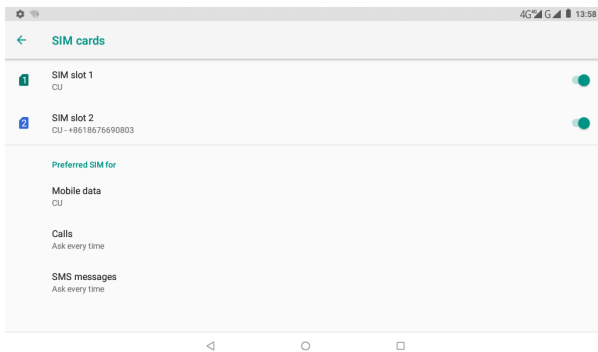 4G 4G G 13:58
SIM cards
1
SIM slot 1
CU
2
SIM slot 2
CU - +8618676690803
Preferred SIM for
Mobile data
CU
Calls
Ask every time
SMS messages
Ask every time